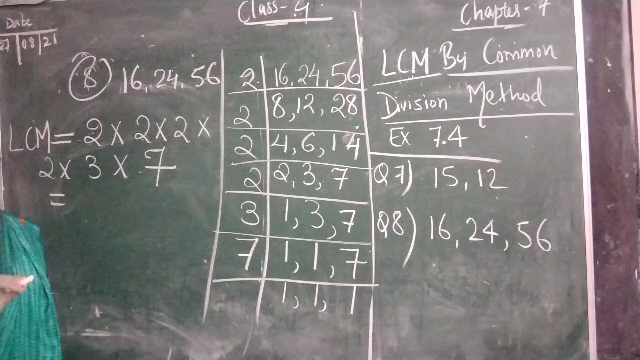 Date
27/08/21
Class-4
Chapter-7
(8) 16, 24, 56
LCM = 2 × 2 × 2 ×
2 × 3 × 7
=
2 | 16, 24, 56
2 | 8, 12, 28
2 | 4, 6, 14
2 | 2, 3, 7
3 | 1, 3, 7
7 | 1, 1, 7
1, 1, 1
LCM By Common
Division Method
Ex 7.4
Q7) 15, 12
Q8) 16, 24, 56